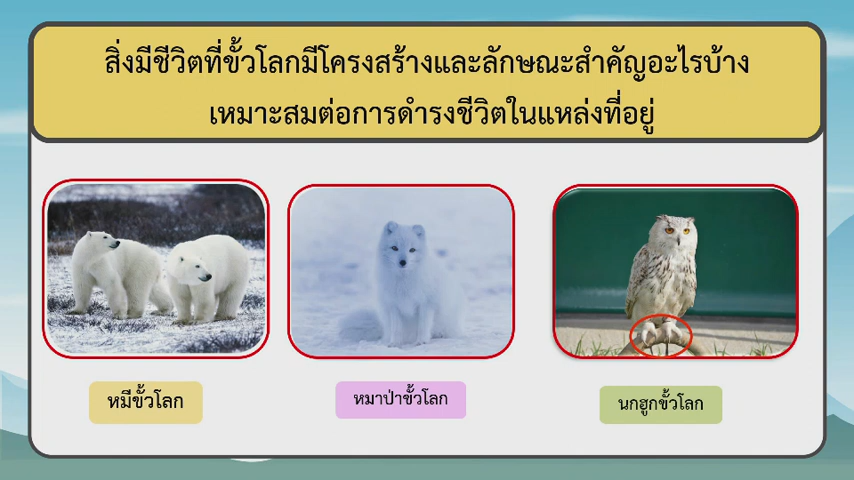 สิ่งมีชีวิตที่ขั้วโลกมีโครงสร้างและลักษณะสำคัญอะไรบ้าง
เหมาะสมต่อการดำรงชีวิตในแหล่งที่อยู่
หมีขั้วโลก
หมาป่าขั้วโลก
นกฮูกขั้วโลก